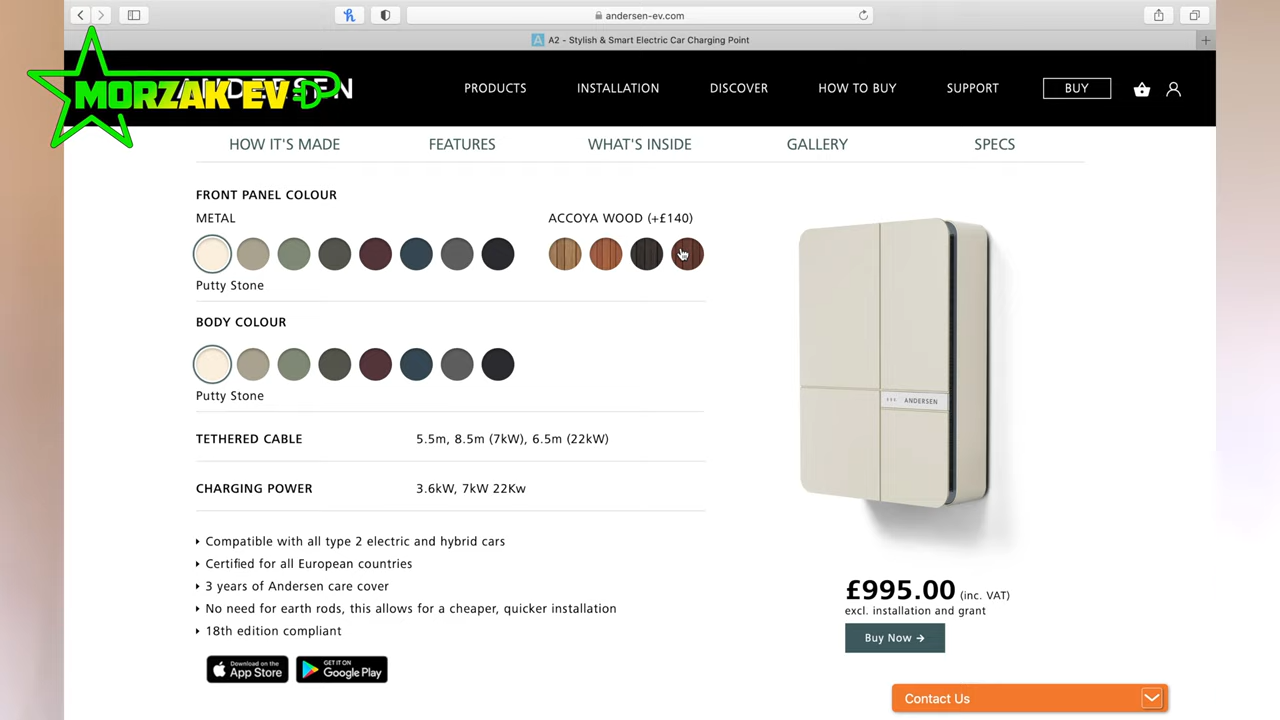 andersen-ev.com
A2 - Stylish & Smart Electric Car Charging Point
MORZAK EV
ANDERSEN
PRODUCTS INSTALLATION DISCOVER HOW TO BUY SUPPORT BUY
HOW IT'S MADE FEATURES WHAT'S INSIDE GALLERY SPECS
FRONT PANEL COLOUR
METAL ACCOYA WOOD (+£140)
Putty Stone
BODY COLOUR
Putty Stone
TETHERED CABLE 5.5m, 8.5m (7kW), 6.5m (22kW)
CHARGING POWER 3.6kW, 7kW 22Kw
Compatible with all type 2 electric and hybrid cars
Certified for all European countries
3 years of Andersen care cover
No need for earth rods, this allows for a cheaper, quicker installation
18th edition compliant
Download on the
App Store
GET IT ON
Google Play
ANDERSEN
£995.00 (inc. VAT)
excl. installation and grant
Buy Now →
Contact Us